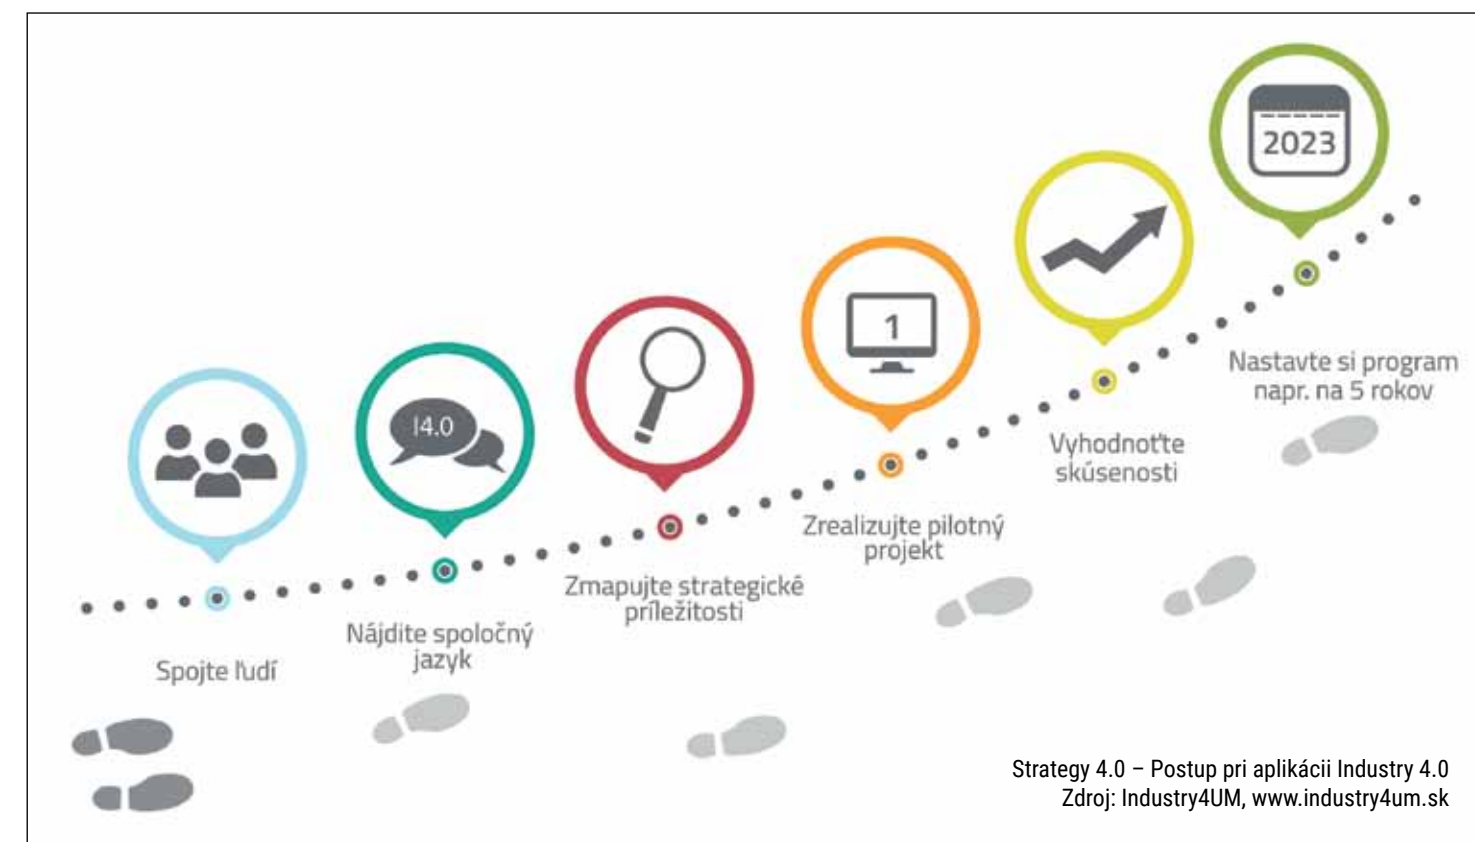 Spojte ľudí
I4.0
Nájdite spoločný
jazyk
Zmapujte strategické
príležitosti
1
Zrealizujte pilotný
projekt
Vyhodnoťte
skúsenosti
2023
Nastavte si program
napr. na 5 rokov
Strategy 4.0 – Postup pri aplikácii Industry 4.0
Zdroj: Industry4UM, www.industry4um.sk